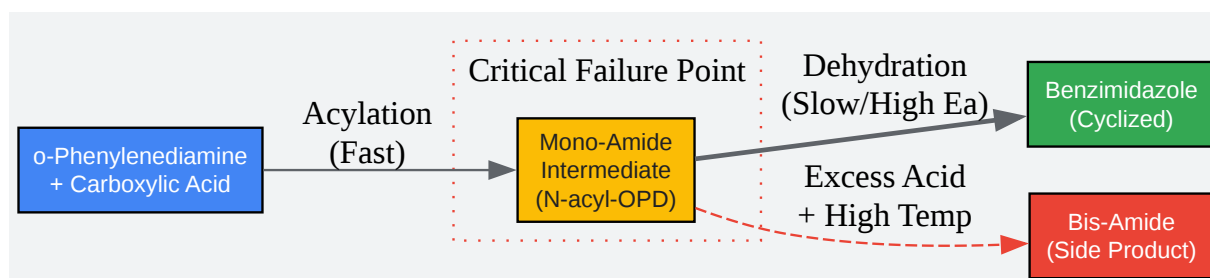 o-Phenylenediamine
+ Carboxylic Acid
Acylation
(Fast)
Critical Failure Point
Mono-Amide
Intermediate
(N-acyl-OPD)
Dehydration
(Slow/High Ea)
Benzimidazole
(Cyclized)
Excess Acid
+ High Temp
Bis-Amide
(Side Product)